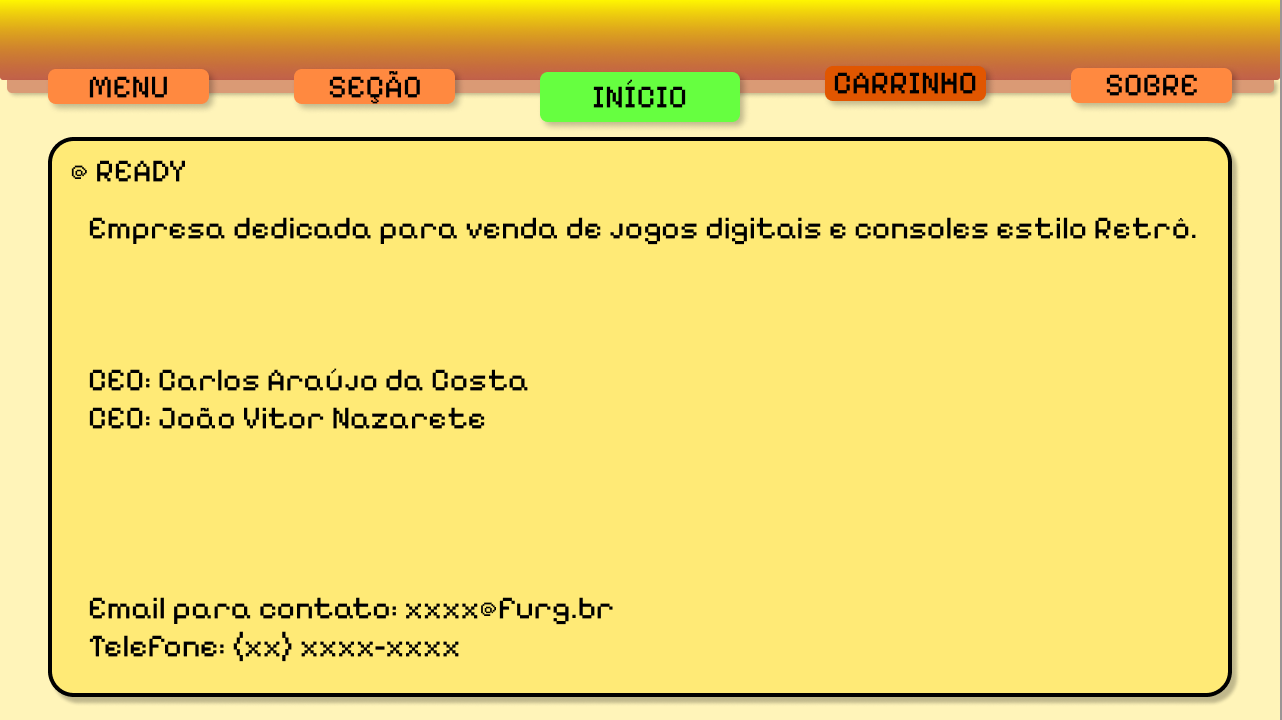 MENU
SEÇÃO
INÍCIO
CARRINHO
SOBRE
@ READY
Empresa dedicada para venda de jogos digitais e consoles estilo Retrô.
CEO: Carlos Araújo da Costa
CEO: João Vitor Nazarete
Email para contato: xxxx@furg.br
Telefone: (xx) xxxx-xxxx